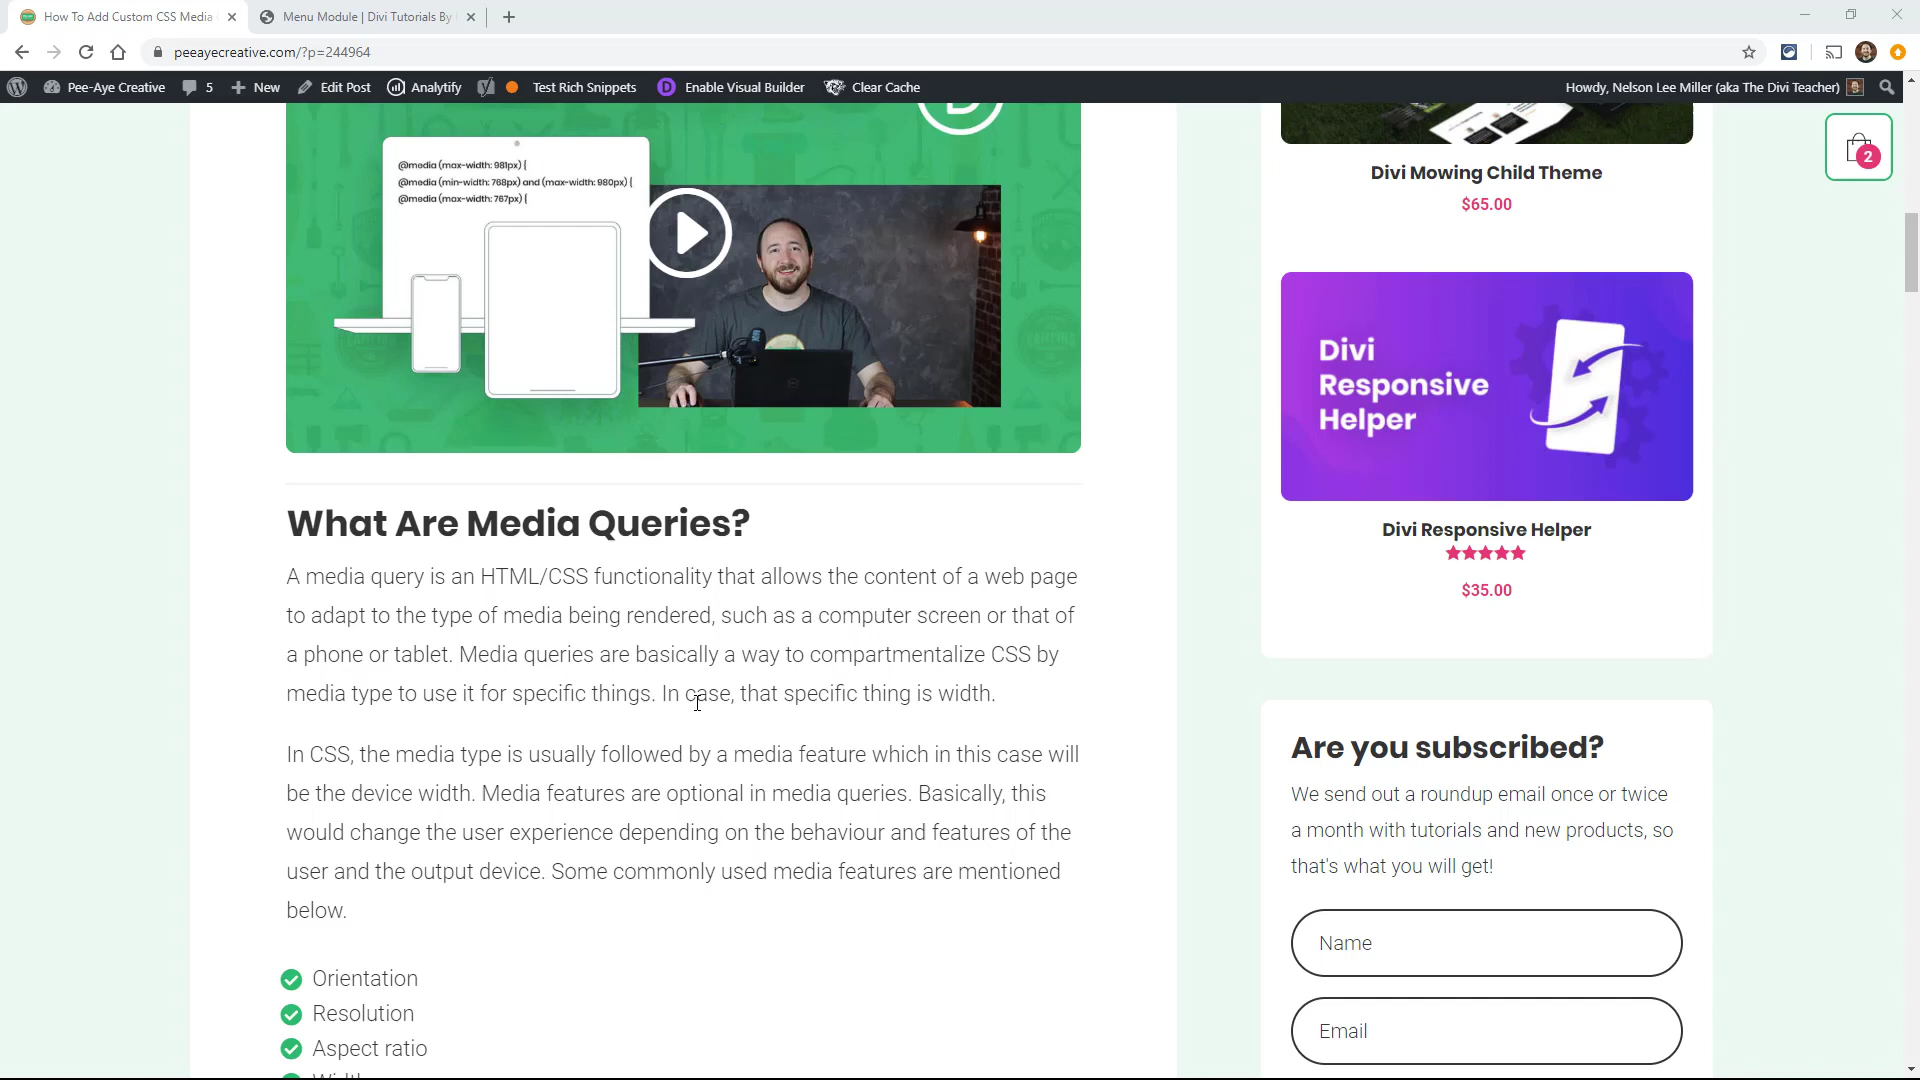 How To Add Custom CSS Media
Menu Module | Divi Tutorials By
peeayecreative.com/?p=244964
Pee-Aye Creative
5
New
Edit Post
Analytify
Test Rich Snippets
Enable Visual Builder
Clear Cache
Howdy, Nelson Lee Miller (aka The Divi Teacher)
2
@media (max-width: 981px) {
@media (min-width: 768px) and (max-width: 980px) {
@media (max-width: 767px) {
What Are Media Queries?
A media query is an HTML/CSS functionality that allows the content of a web page
to adapt to the type of media being rendered, such as a computer screen or that of
a phone or tablet. Media queries are basically a way to compartmentalize CSS by
media type to use it for specific things. In case, that specific thing is width.
In CSS, the media type is usually followed by a media feature which in this case will
be the device width. Media features are optional in media queries. Basically, this
would change the user experience depending on the behaviour and features of the
user and the output device. Some commonly used media features are mentioned
below.
Orientation
Resolution
Aspect ratio
Width
Divi Mowing Child Theme
$65.00
Divi
Responsive
Helper
Divi Responsive Helper
$35.00
Are you subscribed?
We send out a roundup email once or twice
a month with tutorials and new products, so
that's what you will get!
Name
Email